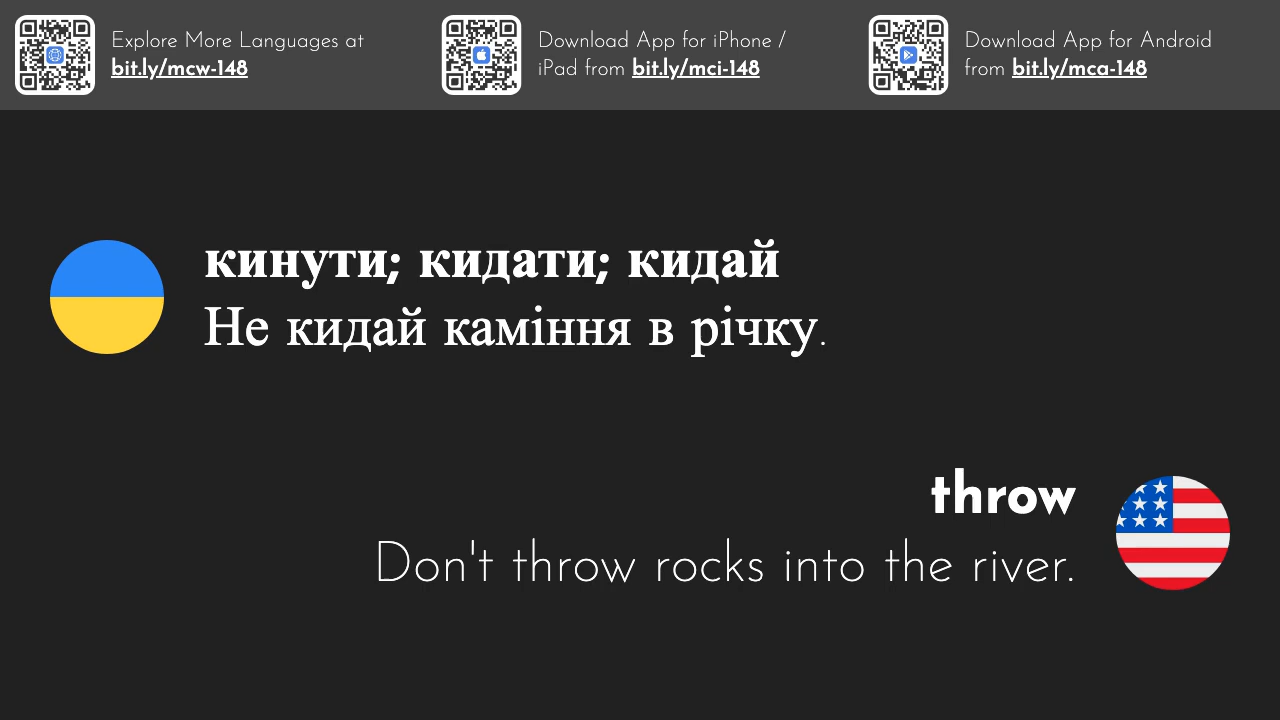 Explore More Languages at
bit.ly/mcw-148
Download App for iPhone /
iPad from bit.ly/mci-148
Download App for Android
from bit.ly/mca-148
кинути; кидати; кидай
Не кидай каміння в річку.
throw
Don't throw rocks into the river.